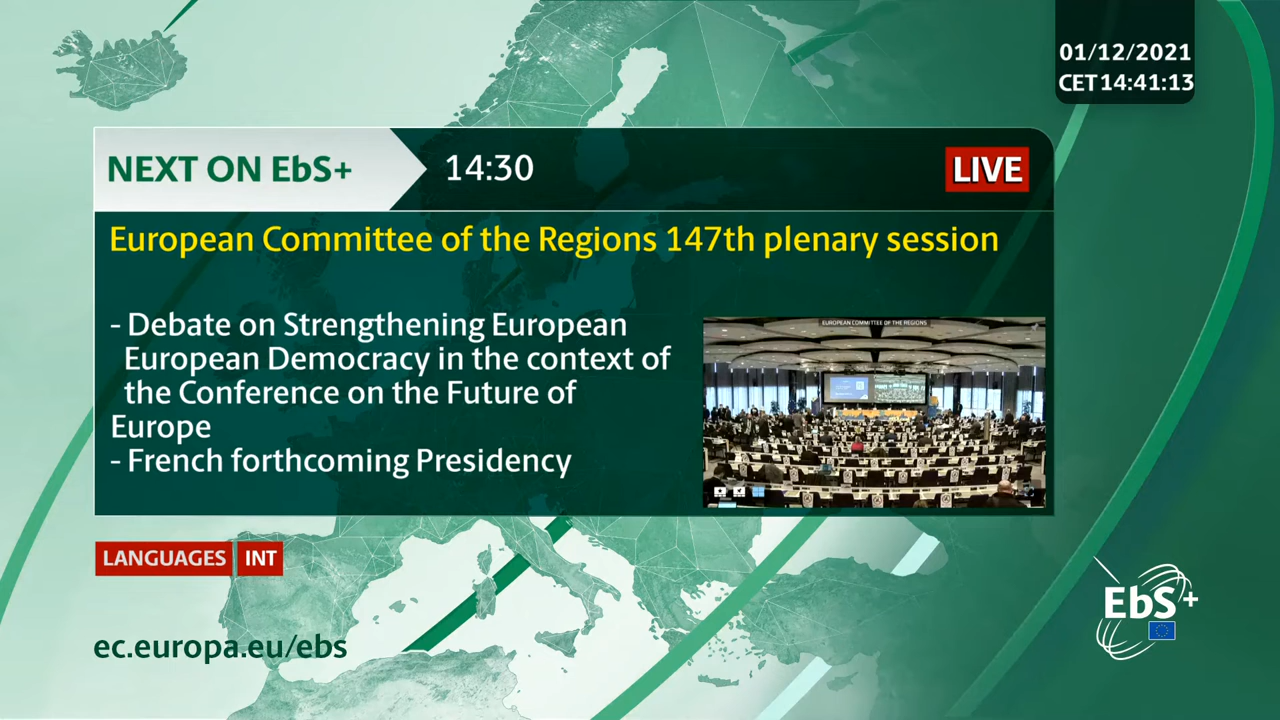 01/12/2021
CET 14:41:13
NEXT ON EbS+
14:30
LIVE
European Committee of the Regions 147th plenary session
- Debate on Strengthening European
European Democracy in the context of
the Conference on the Future of
Europe
- French forthcoming Presidency
EUROPEAN COMMITTEE OF THE REGIONS
LANGUAGES INT
ec.europa.eu/ebs
EbS+